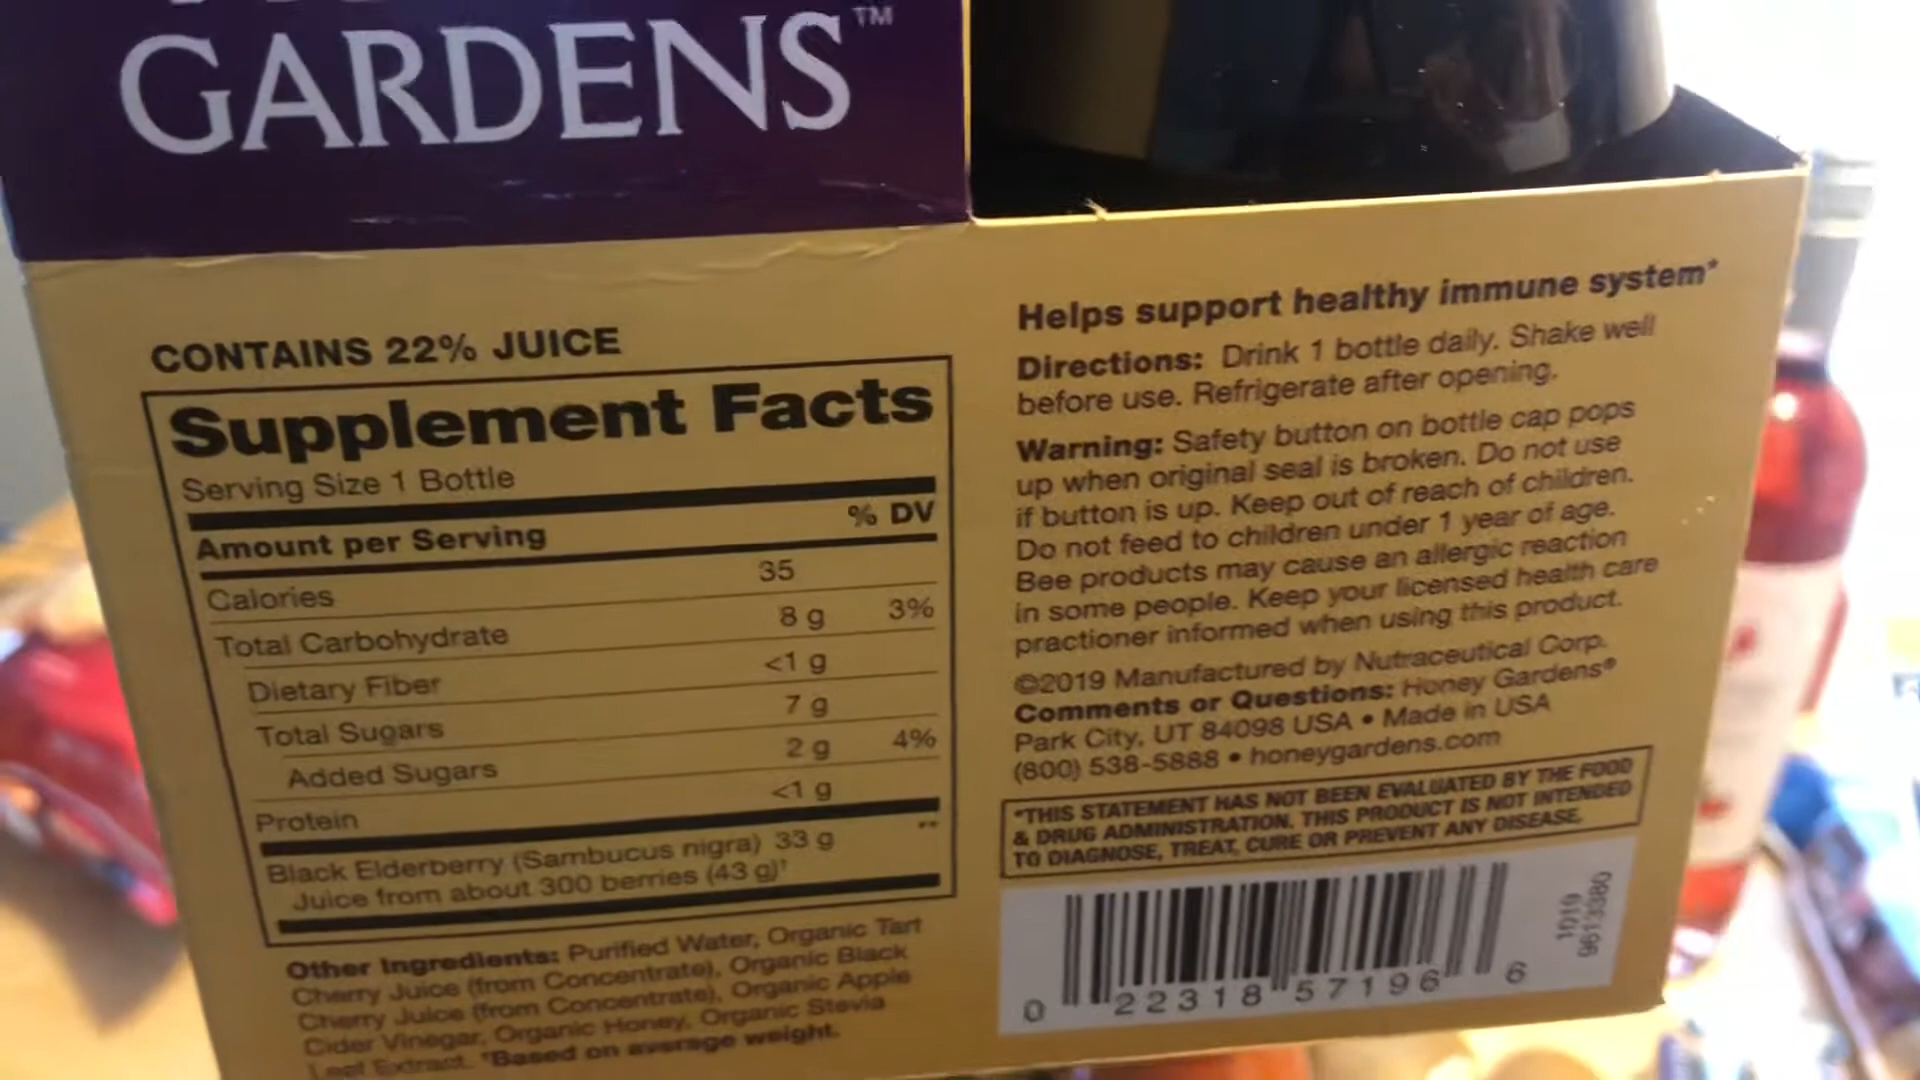 GARDENS™
CONTAINS 22% JUICE
Supplement Facts
Serving Size 1 Bottle
Amount per Serving % DV
Calories 35
Total Carbohydrate 8 g 3%
Dietary Fiber <1 g
Total Sugars 7 g
Added Sugars 2 g 4%
Protein <1 g
Black Elderberry (Sambucus nigra) 33 g **
Juice from about 300 berries (43 g)†
Other Ingredients: Purified Water, Organic Tart
Cherry Juice (from Concentrate), Organic Black
Cherry Juice (from Concentrate), Organic Apple
Cider Vinegar, Organic Honey, Organic Stevia
Leaf Extract. †Based on average weight.
Helps support healthy immune system*
Directions: Drink 1 bottle daily. Shake well
before use. Refrigerate after opening.
Warning: Safety button on bottle cap pops
up when original seal is broken. Do not use
if button is up. Keep out of reach of children.
Do not feed to children under 1 year of age.
Bee products may cause an allergic reaction
in some people. Keep your licensed health care
practioner informed when using this product.
©2019 Manufactured by Nutraceutical Corp.
Comments or Questions: Honey Gardens®
Park City, UT 84098 USA • Made in USA
(800) 538-5888 • honeygardens.com
*THIS STATEMENT HAS NOT BEEN EVALUATED BY THE FOOD
& DRUG ADMINISTRATION. THIS PRODUCT IS NOT INTENDED
TO DIAGNOSE, TREAT, CURE OR PREVENT ANY DISEASE.
0 22318 57196 6
1019
9613380